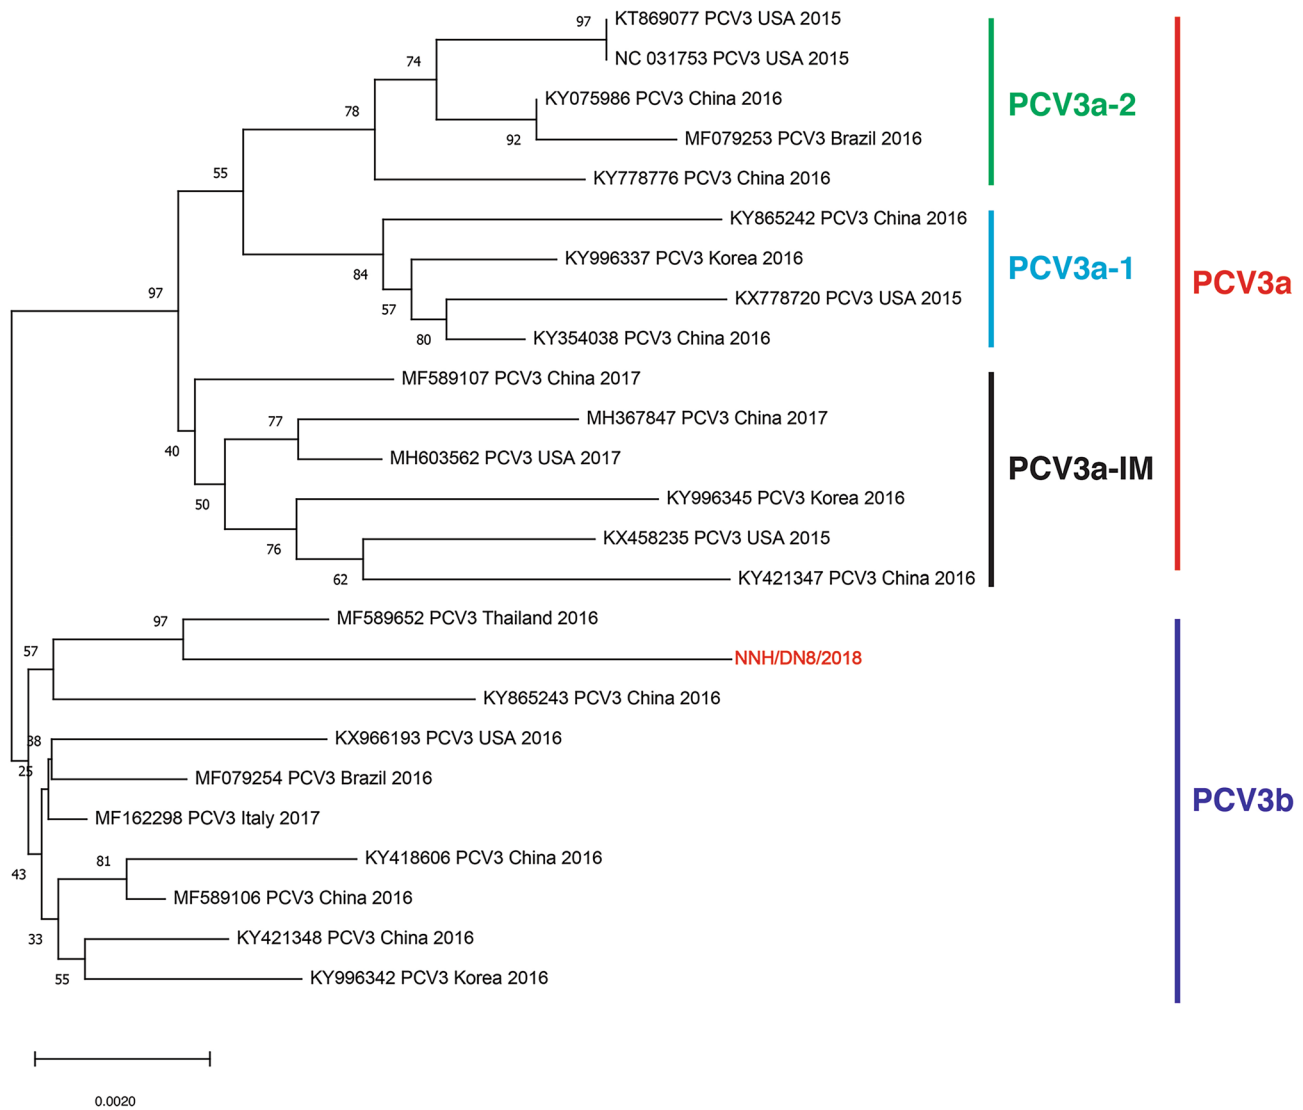 97
KT869077 PCV3 USA 2015
NC 031753 PCV3 USA 2015
74
KY075986 PCV3 China 2016
PCV3a-2
78
92
MF079253 PCV3 Brazil 2016
55
KY778776 PCV3 China 2016
KY865242 PCV3 China 2016
KY996337 PCV3 Korea 2016
84
PCV3a-1
PCV3a
97
57
KX778720 PCV3 USA 2015
80
KY354038 PCV3 China 2016
MF589107 PCV3 China 2017
77
MH367847 PCV3 China 2017
40
MH603562 PCV3 USA 2017
PCV3a-IM
50
KY996345 PCV3 Korea 2016
76
KX458235 PCV3 USA 2015
62
KY421347 PCV3 China 2016
97
MF589652 PCV3 Thailand 2016
57
NNH/DN8/2018
KY865243 PCV3 China 2016
38
KX966193 PCV3 USA 2016
25
MF079254 PCV3 Brazil 2016
PCV3b
MF162298 PCV3 Italy 2017
81
KY418606 PCV3 China 2016
43
MF589106 PCV3 China 2016
33
KY421348 PCV3 China 2016
55
KY996342 PCV3 Korea 2016
0.0020